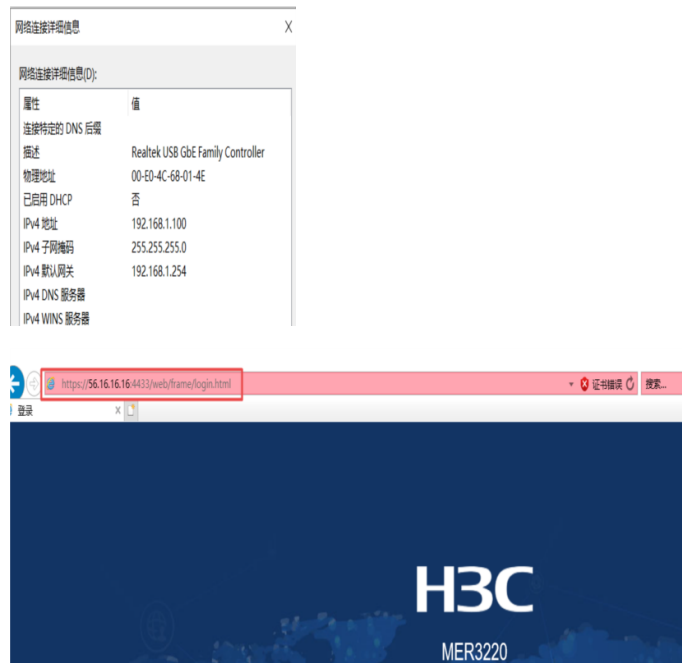 网络连接详细信息
网络连接详细信息(D):
属性 值
连接特定的 DNS 后缀
描述 Realtek USB GbE Family Controller
物理地址 00-E0-4C-68-01-4E
已启用 DHCP 否
IPv4 地址 192.168.1.100
IPv4 子网掩码 255.255.255.0
IPv4 默认网关 192.168.1.254
IPv4 DNS 服务器
IPv4 WINS 服务器
https://56.16.16.16:4433/web/frame/login.html 证书错误 搜索...
登录
H3C
MER3220